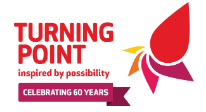 TURNING
POINT
inspired by possibility
CELEBRATING 60 YEARS